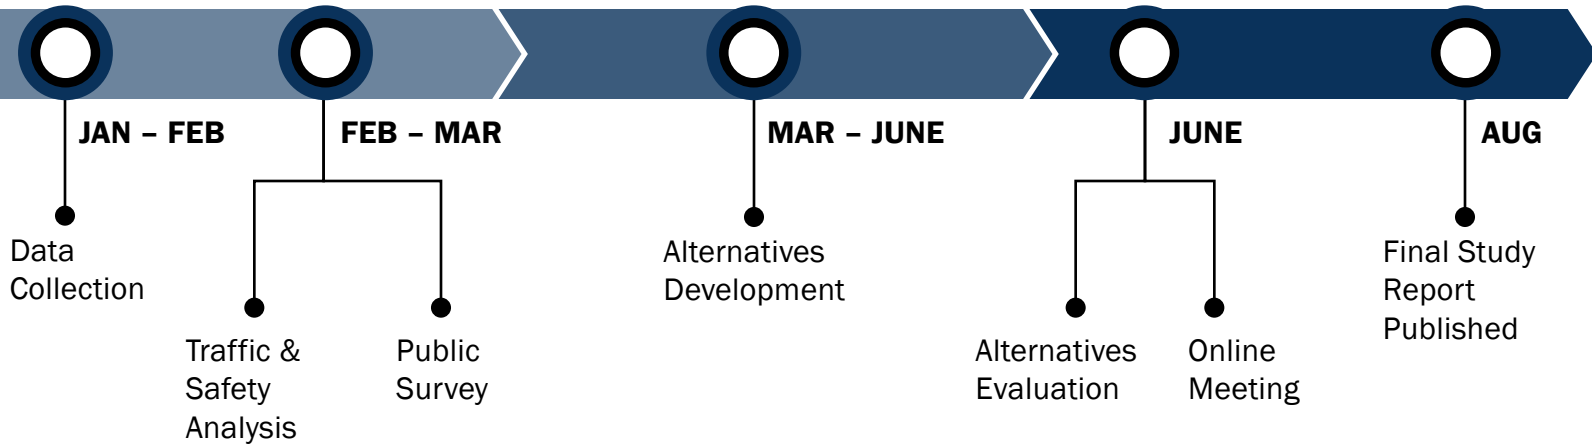 JAN – FEB
FEB – MAR
MAR – JUNE
JUNE
AUG
Data
Collection
Traffic &
Safety
Analysis
Public
Survey
Alternatives
Development
Alternatives
Evaluation
Online
Meeting
Final Study
Report
Published